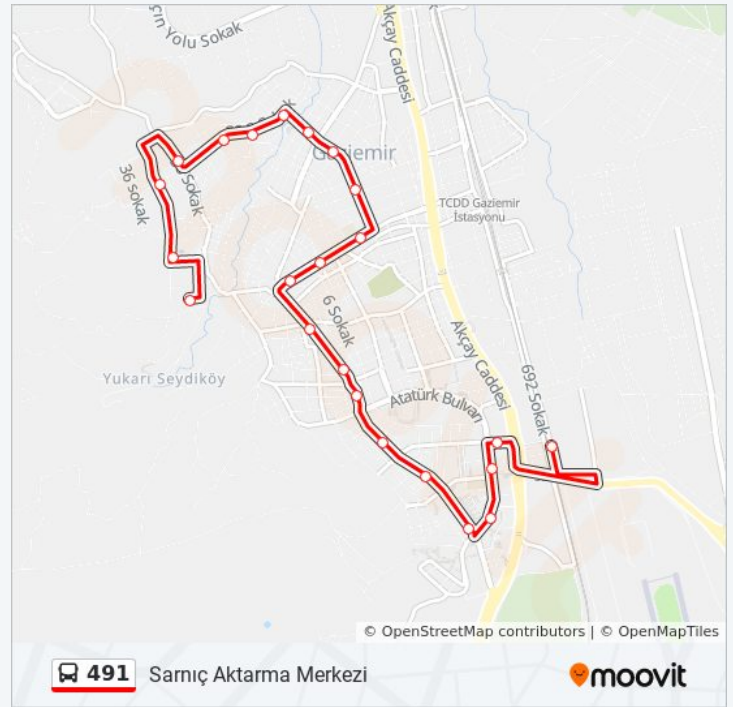 çın Yolu Sokak
Akçay Caddesi
Gaziemir
36 sokak
Sokak
TCDD Gaziemir
İstasyonu
6 Sokak
Akçay Caddesi
692 Sokak
Yukarı Seydiköy
Atatürk Bulvarı
© OpenStreetMap contributors | © OpenMapTiles
491 Sarnıç Aktarma Merkezi
moovit